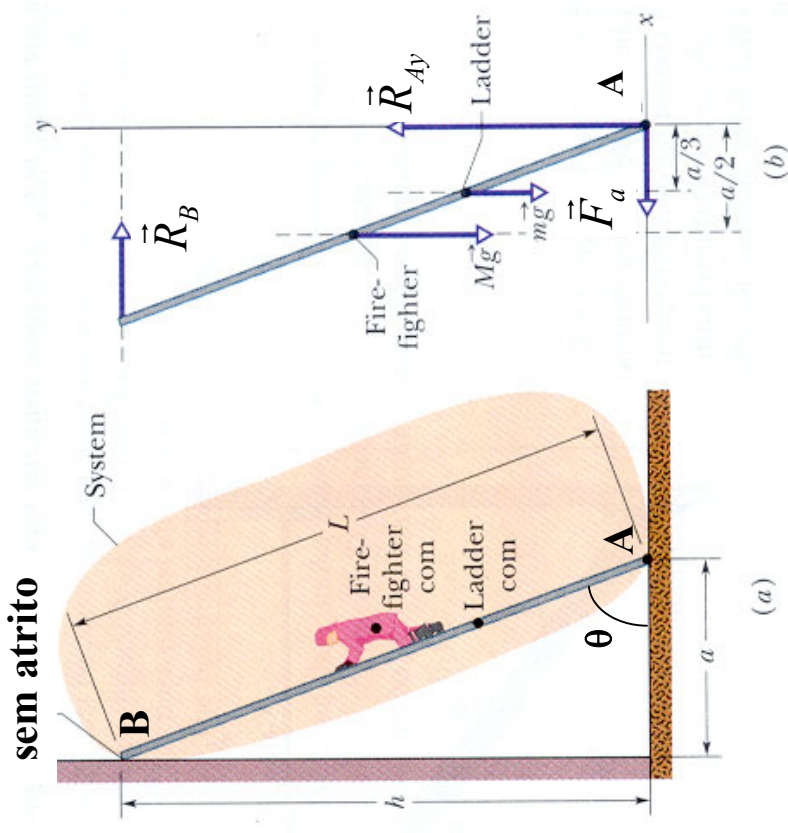 sem atrito
B
System
L
Fire-
fighter
com
Ladder
com
A
θ
h
a
(a)
y
R_B
R_Ay
Ladder
Fire-
fighter
Mg
mg
F_a
A
x
a/3
a/2
(b)